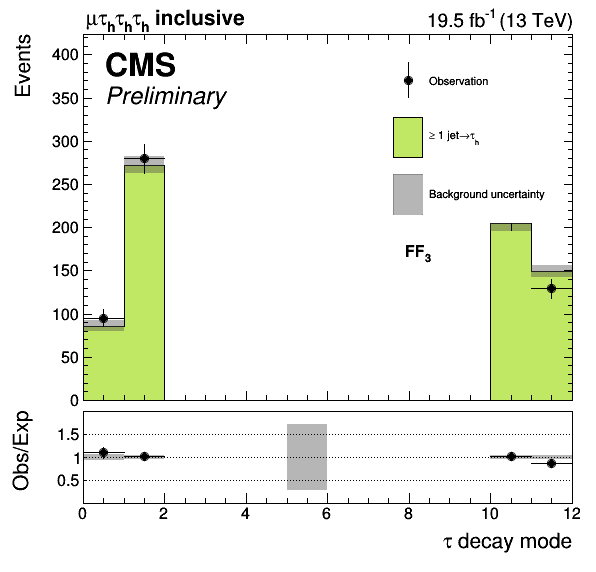 μτhτhτh inclusive
19.5 fb-1 (13 TeV)
Events
CMS
Preliminary
Observation
≥ 1 jet→τh
Background uncertainty
FF3
400
350
300
250
200
150
100
50
0
Obs/Exp
1.5
1
0.5
0 2 4 6 8 10 12
τ decay mode